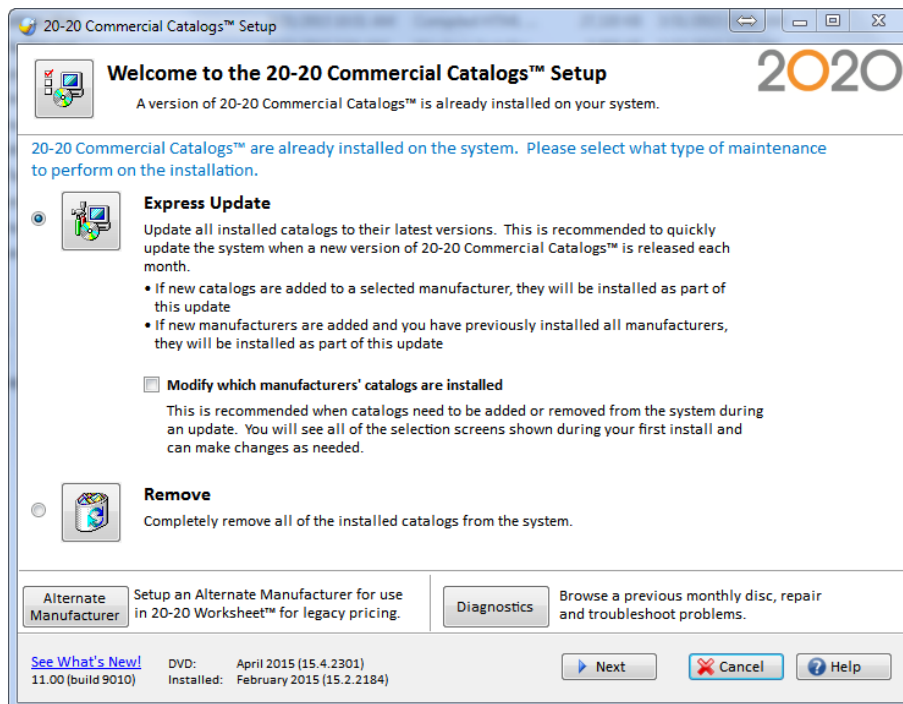 20-20 Commercial Catalogs™ Setup
Welcome to the 20-20 Commercial Catalogs™ Setup
2020
A version of 20-20 Commercial Catalogs™ is already installed on your system.
20-20 Commercial Catalogs™ are already installed on the system. Please select what type of maintenance
to perform on the installation.
Express Update
Update all installed catalogs to their latest versions. This is recommended to quickly
update the system when a new version of 20-20 Commercial Catalogs™ is released each
month.
• If new catalogs are added to a selected manufacturer, they will be installed as part of
this update
• If new manufacturers are added and you have previously installed all manufacturers,
they will be installed as part of this update
Modify which manufacturers' catalogs are installed
This is recommended when catalogs need to be added or removed from the system during
an update. You will see all of the selection screens shown during your first install and
can make changes as needed.
Remove
Completely remove all of the installed catalogs from the system.
Alternate
Manufacturer
Setup an Alternate Manufacturer for use
in 20-20 Worksheet™ for legacy pricing.
Diagnostics
Browse a previous monthly disc, repair
and troubleshoot problems.
See What's New!
11.00 (build 9010)
DVD: April 2015 (15.4.2301)
Installed: February 2015 (15.2.2184)
Next
Cancel
Help